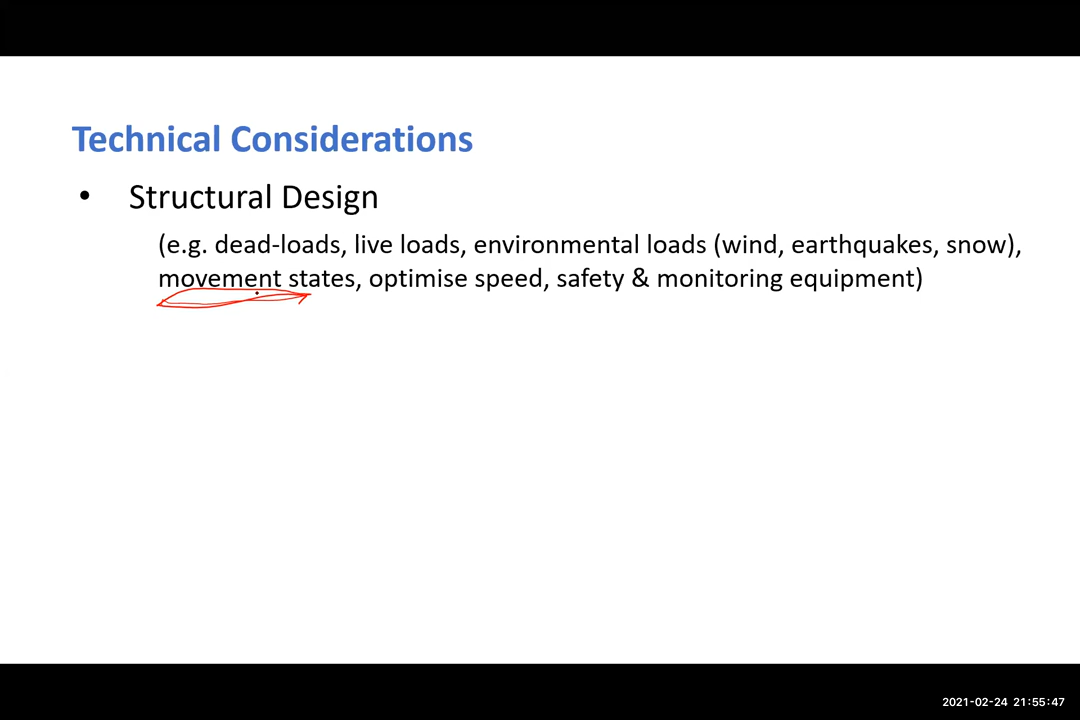 Technical Considerations
• Structural Design
(e.g. dead-loads, live loads, environmental loads (wind, earthquakes, snow),
movement states, optimise speed, safety & monitoring equipment)
2021-02-24 21:55:47